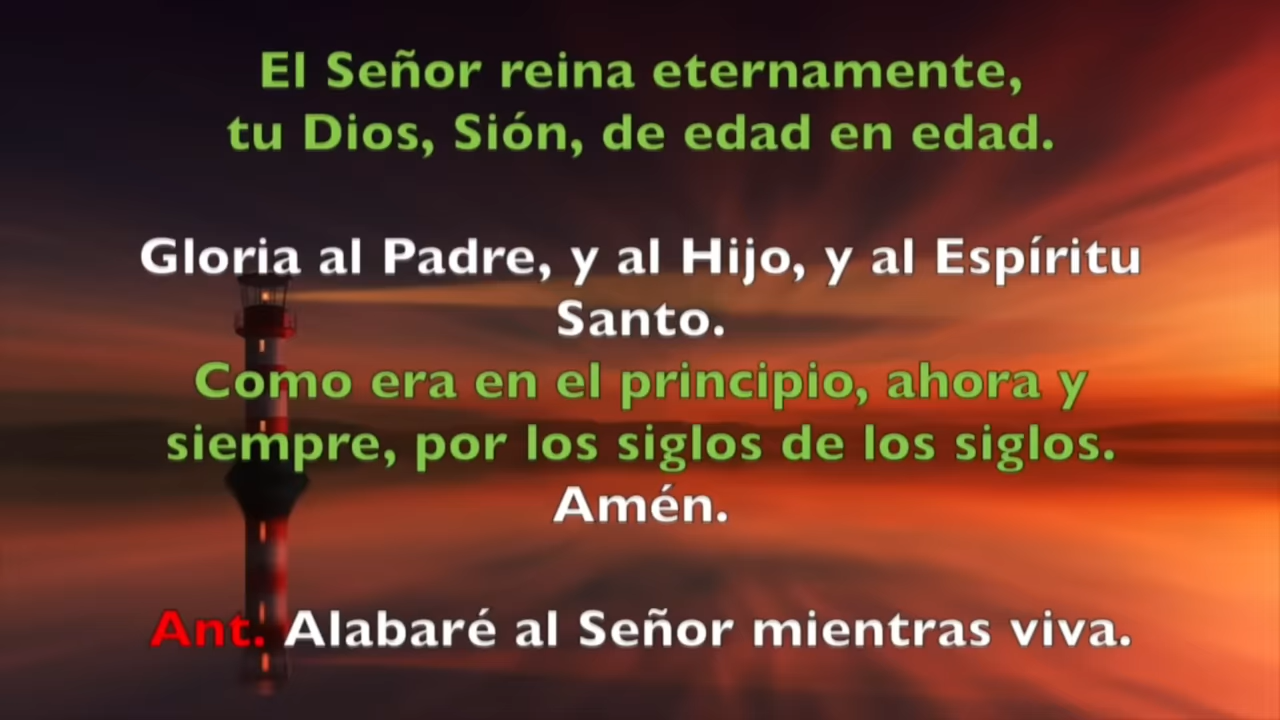 El Señor reina eternamente,
tu Dios, Sión, de edad en edad.
Gloria al Padre, y al Hijo, y al Espíritu
Santo.
Como era en el principio, ahora y
siempre, por los siglos de los siglos.
Amén.
Ant. Alabaré al Señor mientras viva.